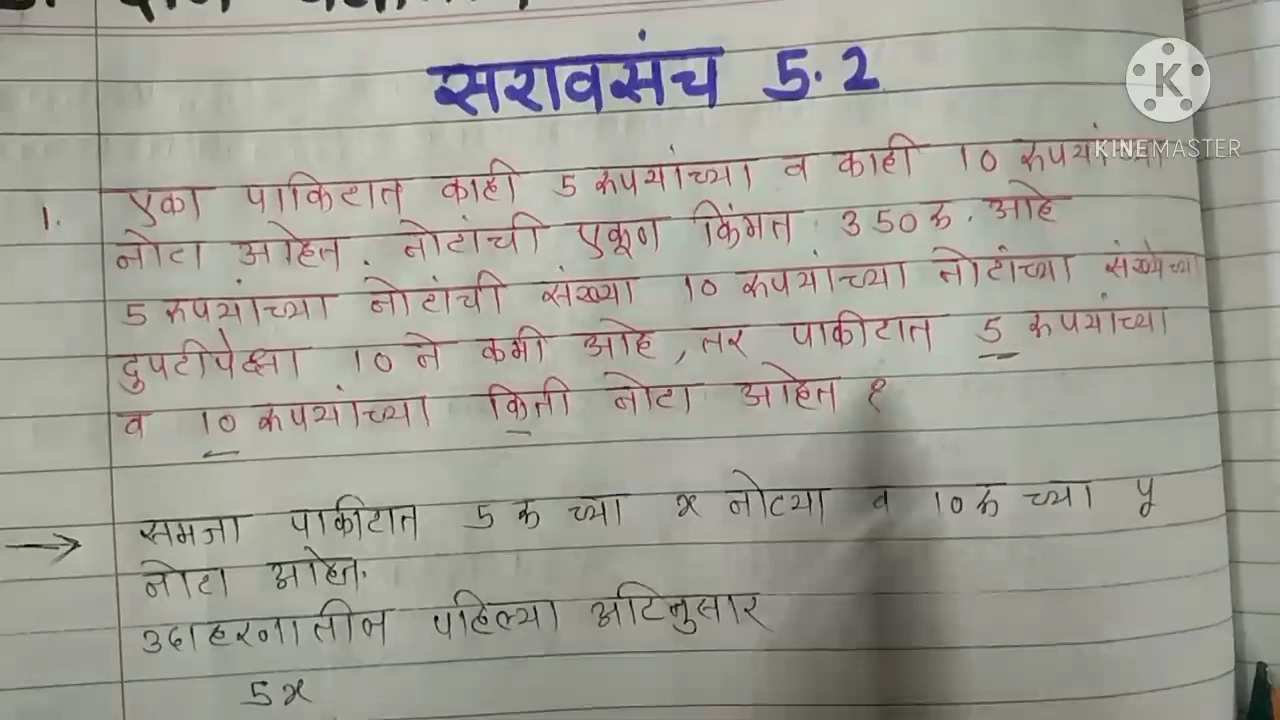 सरावसंच 5.2
K
KINEMASTER
1. एका पाकिटात काही 5 रुपयांच्या व काही 10 रुपयांच्या
नोटा आहेत. नोटांची एकूण किंमत 350 रु. आहे
5 रुपयांच्या नोटांची संख्या 10 रुपयांच्या नोटांच्या संख्येच्या
दुपटीपेक्षा 10 ने कमी आहे, तर पाकीटात 5 रुपयांच्या
व 10 रुपयांच्या किती नोटा आहेत ?
→ समजा पाकीटात 5 रु च्या x नोटया व 10 रु च्या y
नोटा आहेत.
उदाहरनातील पहिल्या अटिनुसार
5x